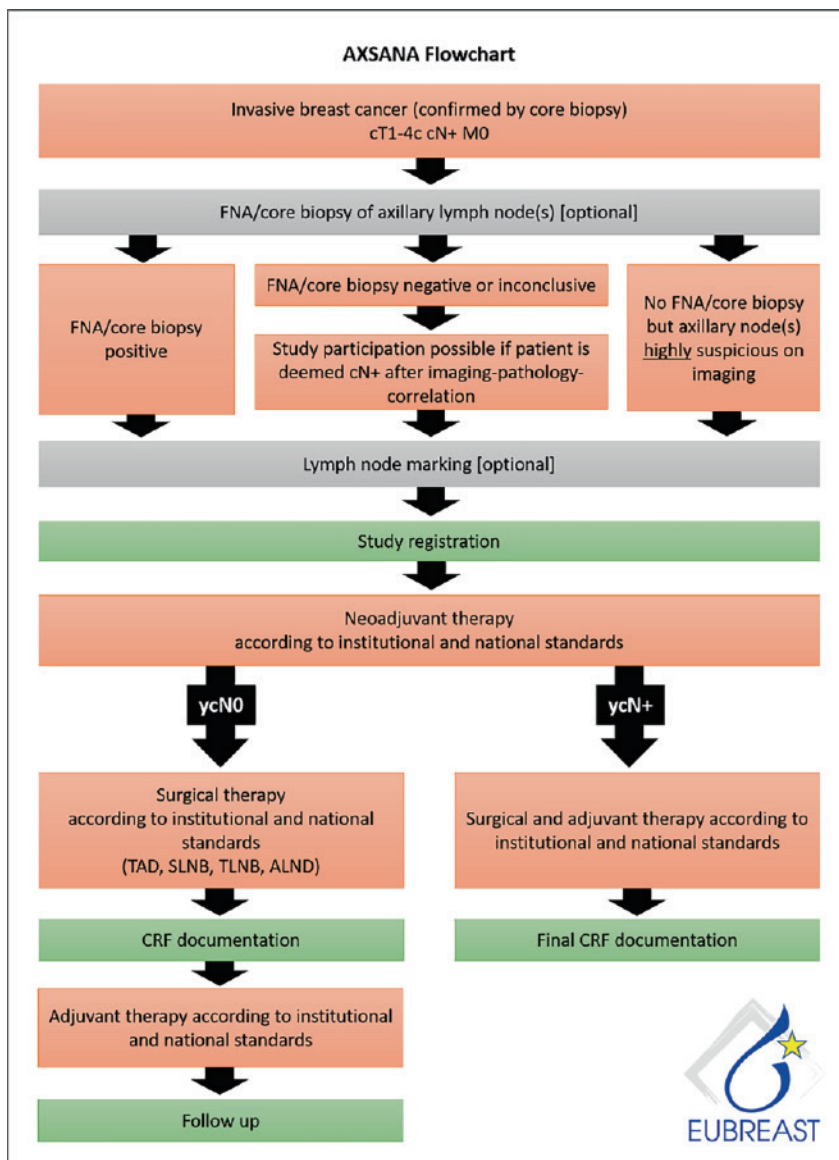 AXSANA Flowchart
Invasive breast cancer (confirmed by core biopsy)
cT1-4c cN+ M0
FNA/core biopsy of axillary lymph node(s) [optional]
FNA/core biopsy
positive
FNA/core biopsy negative or inconclusive
Study participation possible if patient is
deemed cN+ after imaging-pathology-
correlation
No FNA/core biopsy
but axillary node(s)
highly suspicious on
imaging
Lymph node marking [optional]
Study registration
Neoadjuvant therapy
according to institutional and national standards
ycN0
ycN+
Surgical therapy
according to institutional and national
standards
(TAD, SLNB, TLNB, ALND)
Surgical and adjuvant therapy according to
institutional and national standards
CRF documentation
Final CRF documentation
Adjuvant therapy according to institutional
and national standards
Follow up
EUBREAST